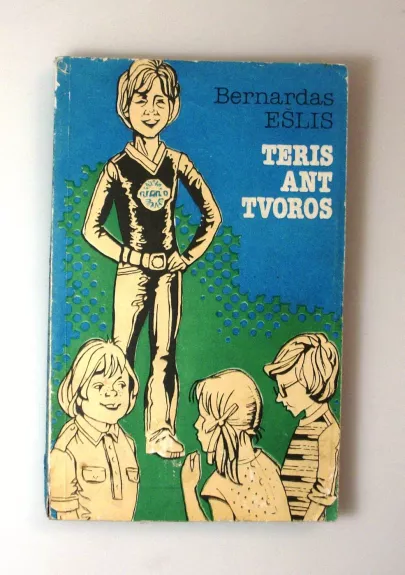 Bernardas
EŠLIS
TERIS
ANT
TVOROS